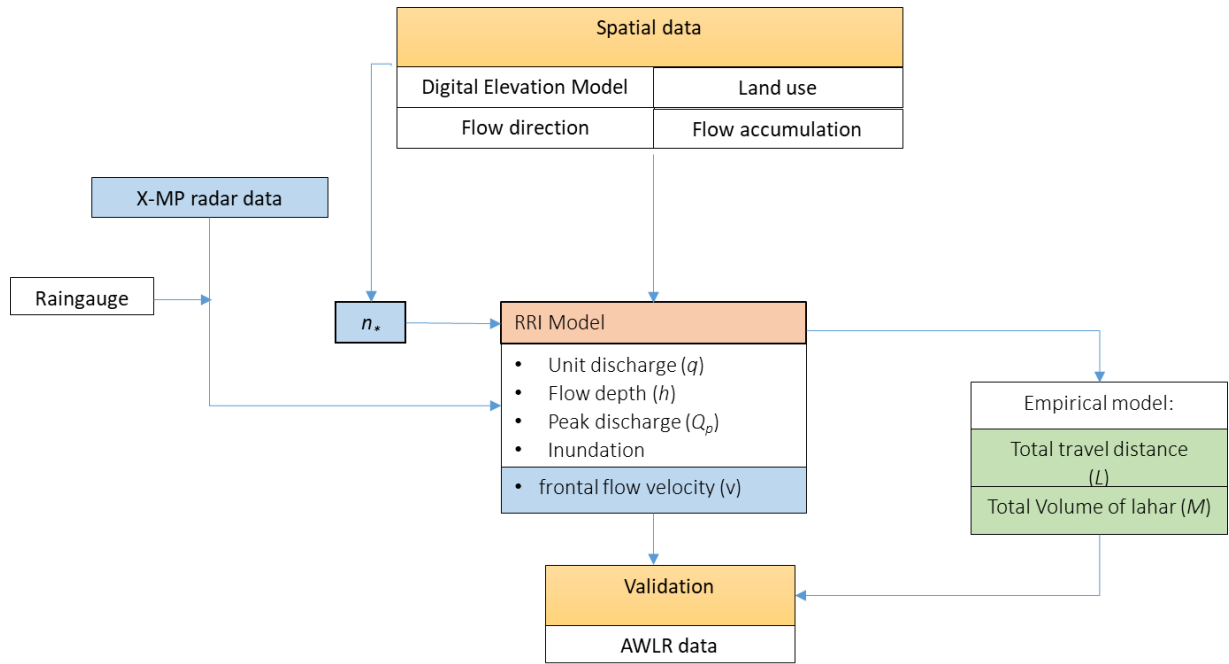 Spatial data
Digital Elevation Model
Land use
Flow direction
Flow accumulation
X-MP radar data
Raingauge
n*
RRI Model
• Unit discharge (q)
• Flow depth (h)
• Peak discharge (Qp)
• Inundation
• frontal flow velocity (v)
Empirical model:
Total travel distance
(L)
Total Volume of lahar (M)
Validation
AWLR data